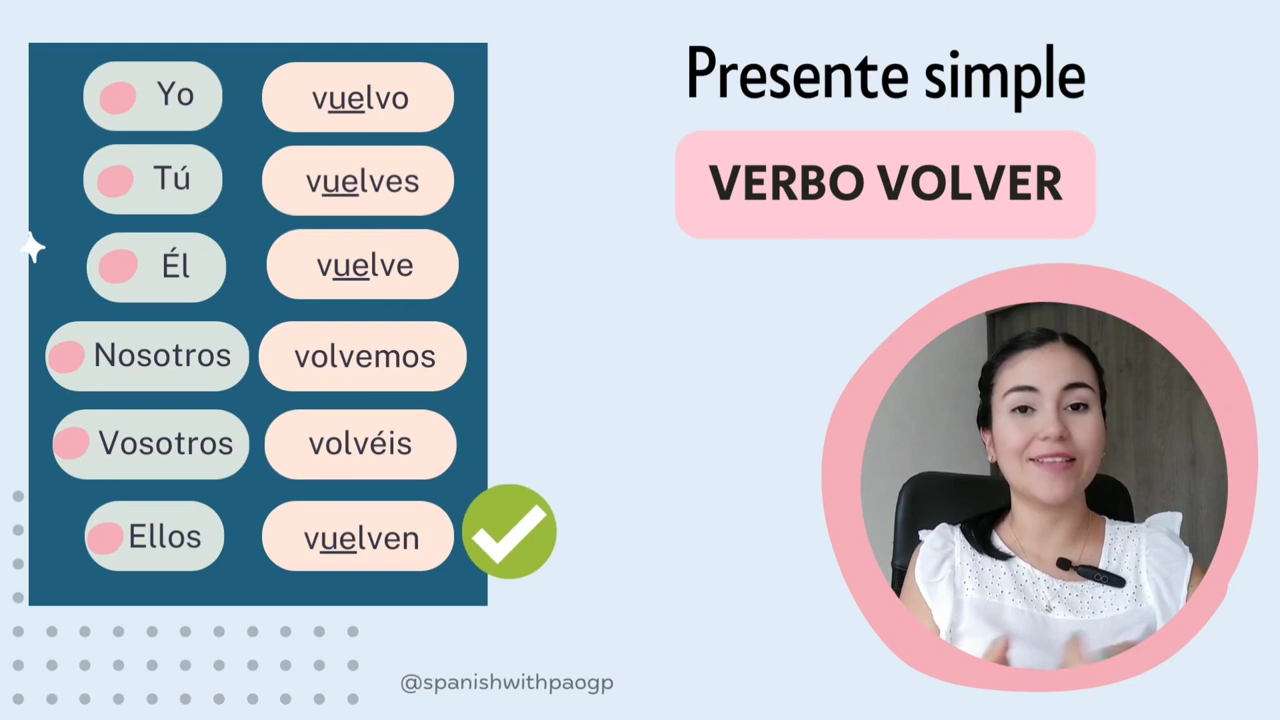 Presente simple
VERBO VOLVER
Yo vuelvo
Tú vuelves
Él vuelve
Nosotros volvemos
Vosotros volvéis
Ellos vuelven
@spanishwithpaogp